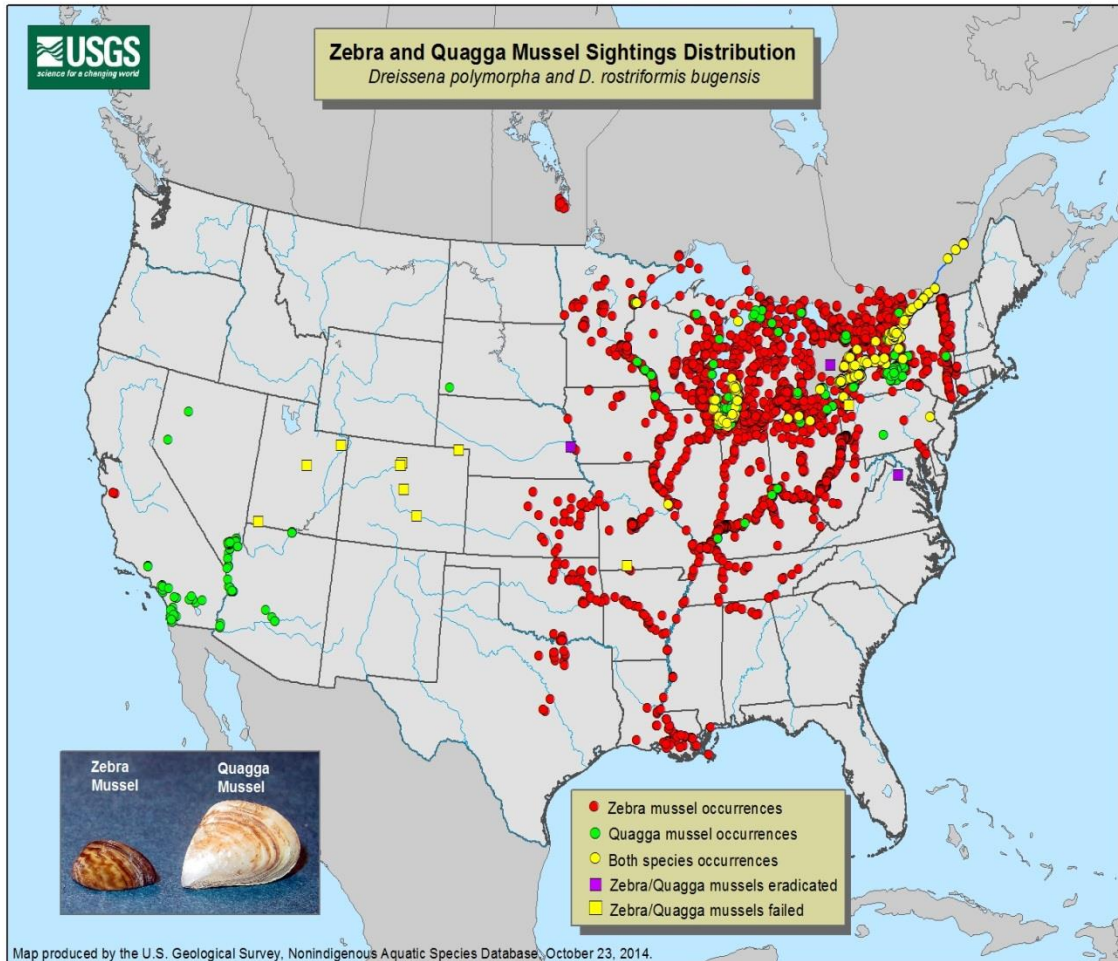 USGS
science for a changing world
Zebra and Quagga Mussel Sightings Distribution
Dreissena polymorpha and D. rostriformis bugensis
Zebra
Mussel
Quagga
Mussel
Zebra mussel occurrences
Quagga mussel occurrences
Both species occurrences
Zebra/Quagga mussels eradicated
Zebra/Quagga mussels failed
Map produced by the U.S. Geological Survey, Nonindigenous Aquatic Species Database, October 23, 2014.